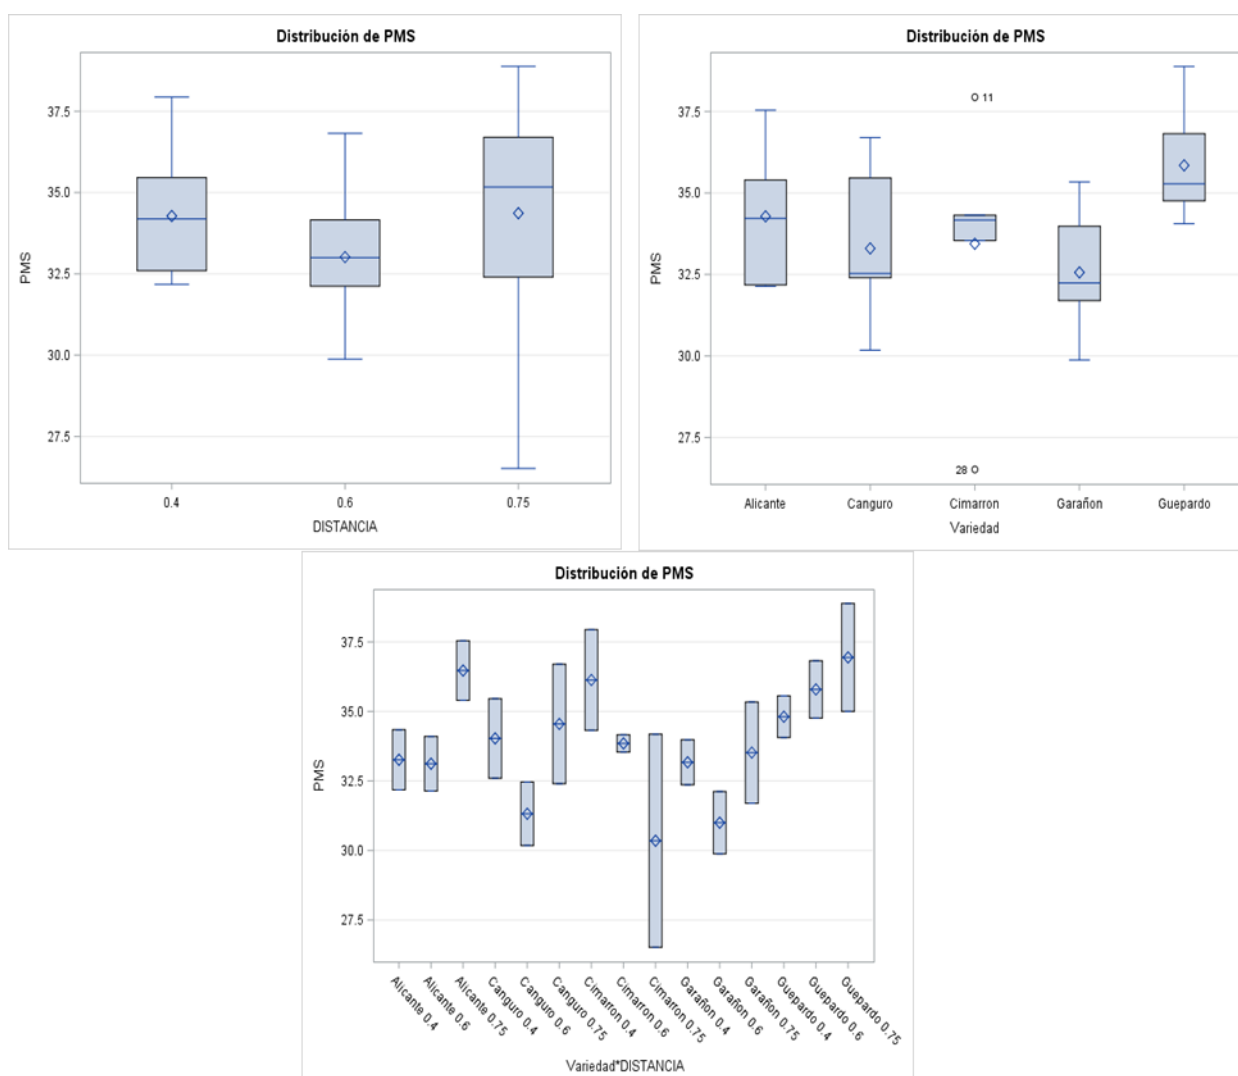 Distribución de PMS
37.5
35.0
32.5
30.0
27.5
PMS
0.4
0.6
0.75
DISTANCIA
Distribución de PMS
37.5
35.0
32.5
30.0
27.5
PMS
11
28
Alicante
Canguro
Cimarron
Garañon
Guepardo
Variedad
Distribución de PMS
37.5
35.0
32.5
30.0
27.5
PMS
Alicante 0.4
Alicante 0.6
Alicante 0.75
Canguro 0.4
Canguro 0.6
Canguro 0.75
Cimarron 0.4
Cimarron 0.6
Cimarron 0.75
Garañon 0.4
Garañon 0.6
Garañon 0.75
Guepardo 0.4
Guepardo 0.6
Guepardo 0.75
Variedad*DISTANCIA